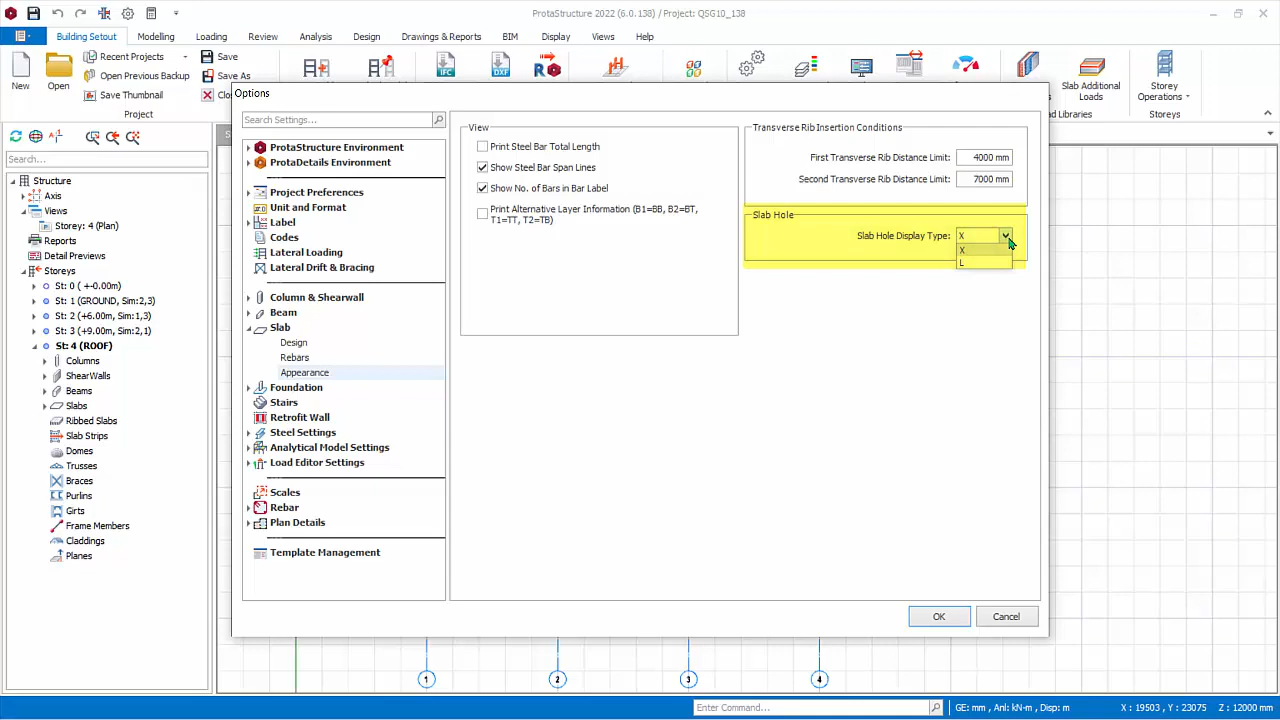 ProtaStructure 2022 (6.0.138) / Project: QSG10_138
Building Setout Modelling Loading Review Analysis Design Drawings & Reports BIM Display Views Help
New
Open
Recent Projects
Open Previous Backup
Save Thumbnail
Save
Save As
Project
IFC
DXF
Slab Additional Loads
Storey Operations
Storeys
Options
Search...
Structure
Axis
Views
Storey: 4 (Plan)
Reports
Detail Previews
Storeys
St: 0 ( +-0.00m)
St: 1 (GROUND, Sim:2,3)
St: 2 (+6.00m, Sim:1,3)
St: 3 (+9.00m, Sim:2,1)
St: 4 (ROOF)
Columns
ShearWalls
Beams
Slabs
Ribbed Slabs
Slab Strips
Domes
Trusses
Braces
Purlins
Girts
Frame Members
Claddings
Planes
Search Settings...
ProtaStructure Environment
ProtaDetails Environment
Project Preferences
Unit and Format
Label
Codes
Lateral Loading
Lateral Drift & Bracing
Column & Shearwall
Beam
Slab
Design
Rebars
Appearance
Foundation
Stairs
Retrofit Wall
Steel Settings
Analytical Model Settings
Load Editor Settings
Scales
Rebar
Plan Details
Template Management
View
Print Steel Bar Total Length
Show Steel Bar Span Lines
Show No. of Bars in Bar Label
Print Alternative Layer Information (B1=BB, B2=BT,
T1=TT, T2=TB)
Transverse Rib Insertion Conditions
First Transverse Rib Distance Limit: 4000 mm
Second Transverse Rib Distance Limit: 7000 mm
Slab Hole
Slab Hole Display Type: X
X
L
OK Cancel
1 2 3 4
Enter Command...
GE: mm , Anl: kN-m , Disp: m
X : 19503 , Y : 23075
Z : 12000 mm